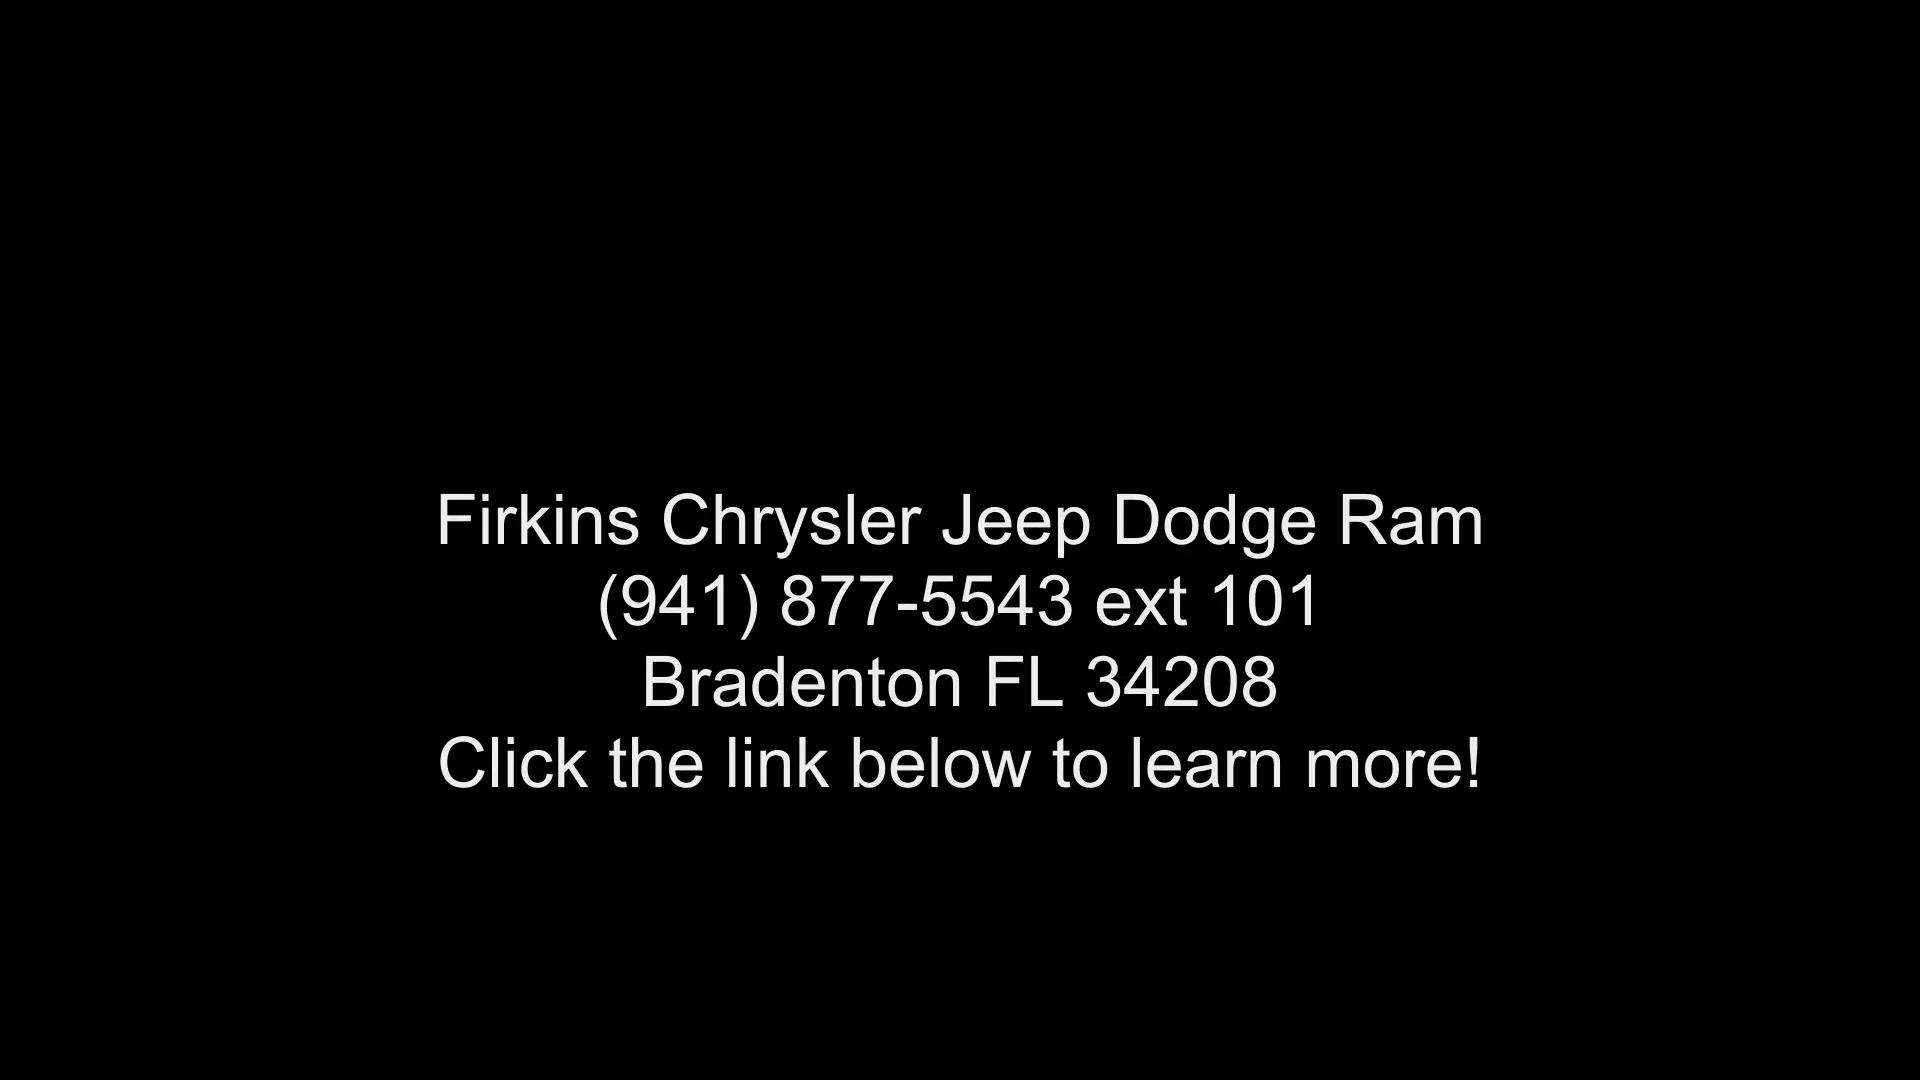 Firkins Chrysler Jeep Dodge Ram
(941) 877-5543 ext 101
Bradenton FL 34208
Click the link below to learn more!